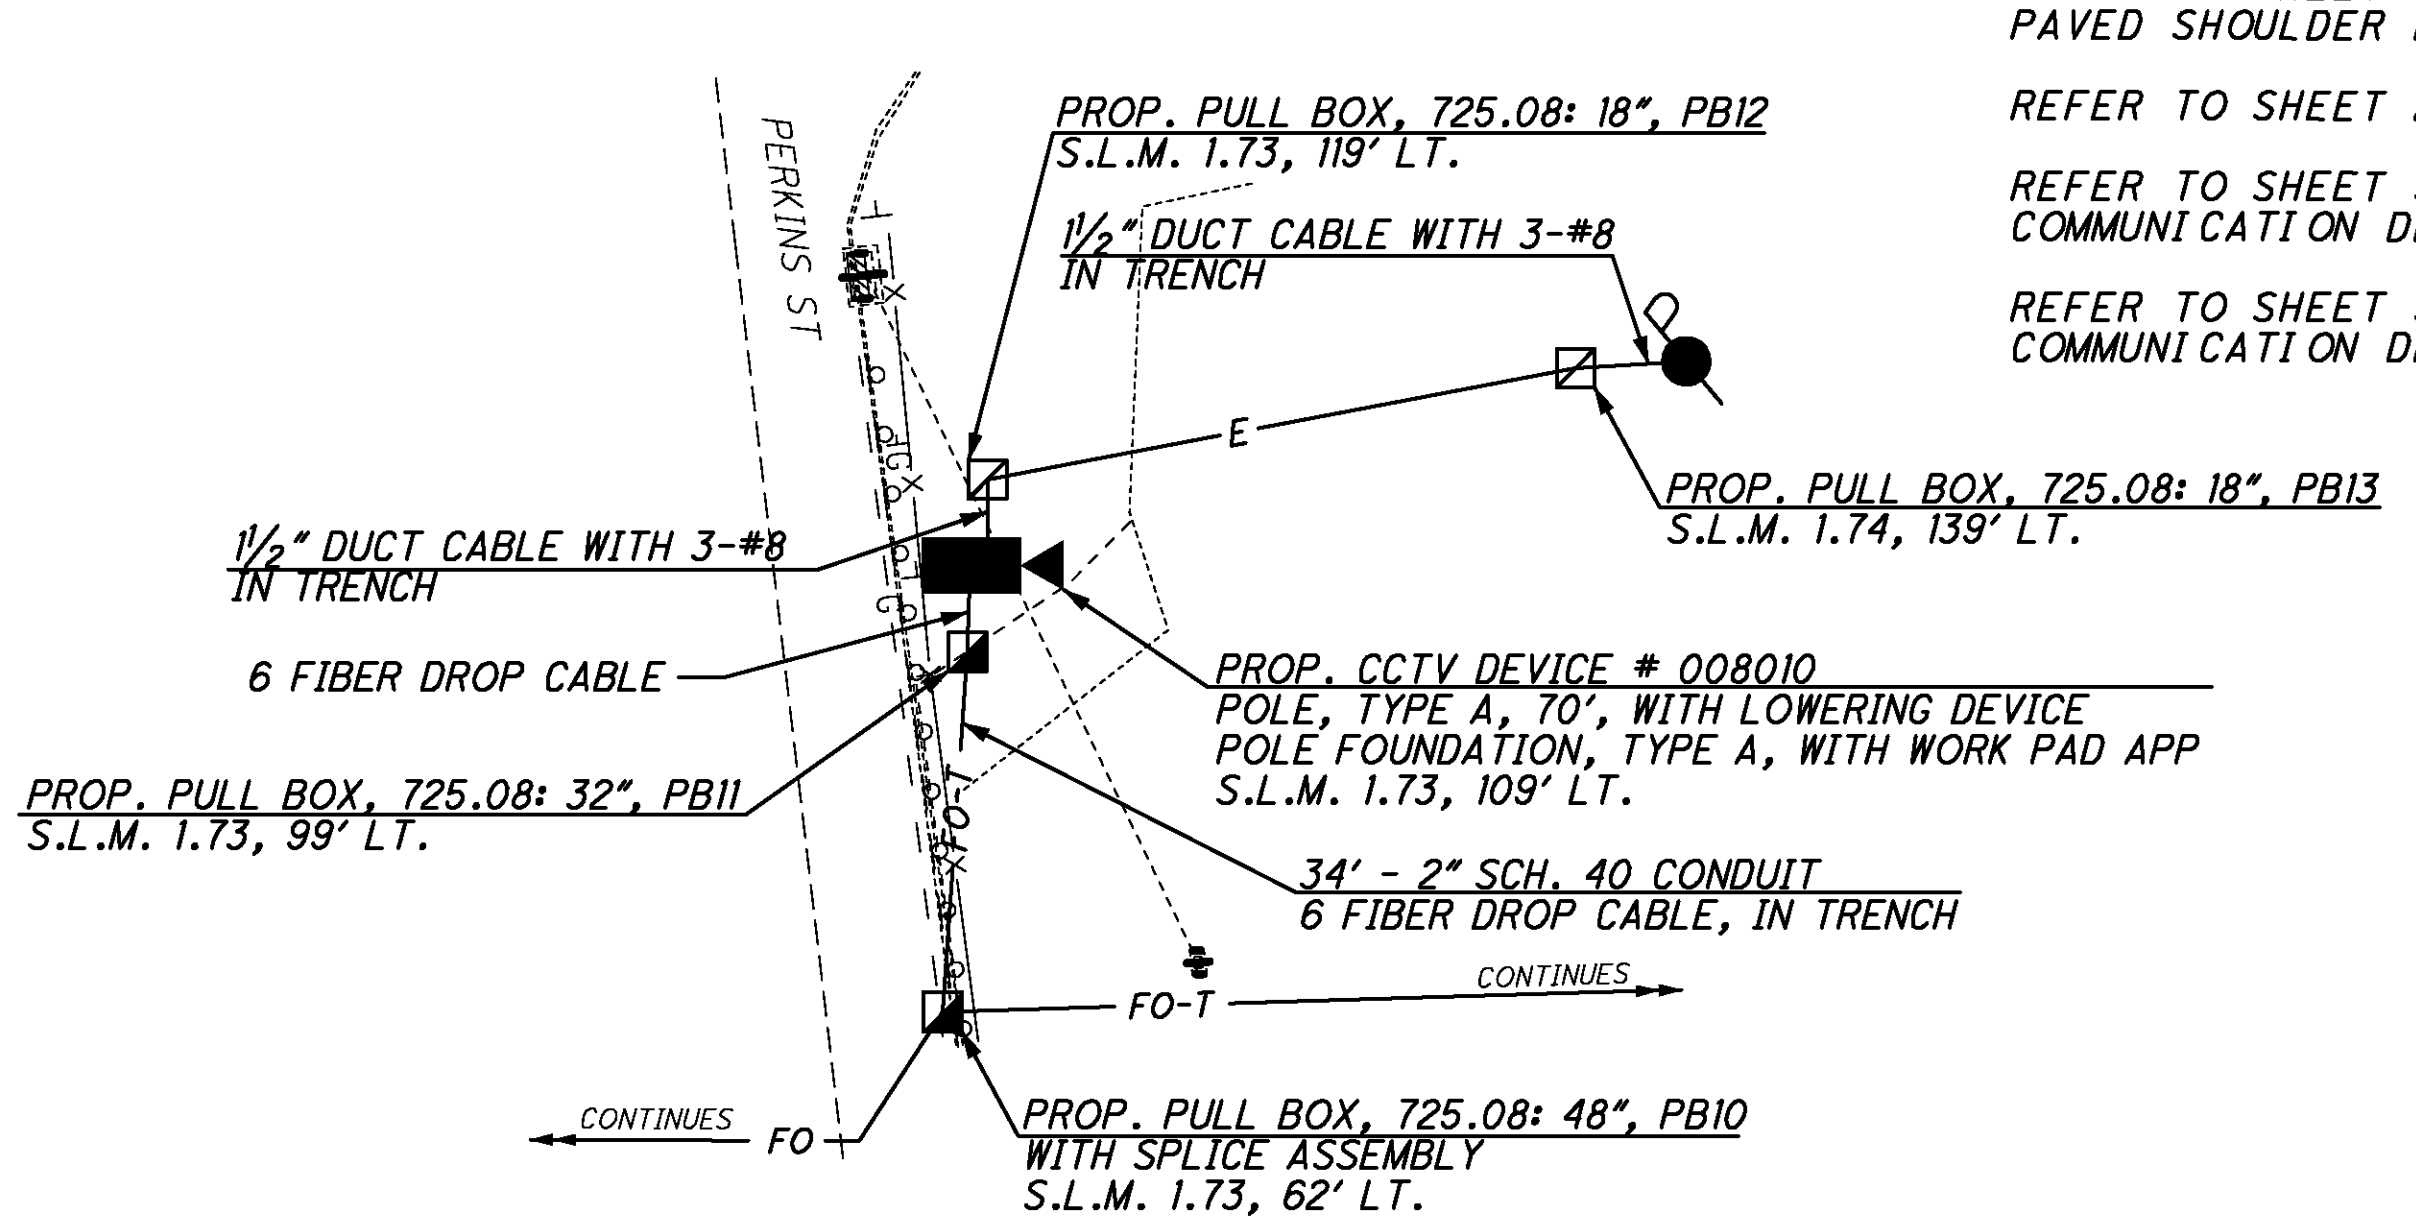 PAVED SHOULDER
REFER TO SHEET
REFER TO SHEET
COMMUNICATION
REFER TO SHEET
COMMUNICATION
PERKINS ST
PROP. PULL BOX, 725.08: 18", PB12
S.L.M. 1.73, 119' LT.
1½" DUCT CABLE WITH 3-#8
IN TRENCH
E
PROP. PULL BOX, 725.08: 18", PB13
S.L.M. 1.74, 139' LT.
1½" DUCT CABLE WITH 3-#8
IN TRENCH
G
X
X
G
6 FIBER DROP CABLE
PROP. CCTV DEVICE # 008010
POLE, TYPE A, 70', WITH LOWERING DEVICE
POLE FOUNDATION, TYPE A, WITH WORK PAD APP
S.L.M. 1.73, 109' LT.
PROP. PULL BOX, 725.08: 32", PB11
S.L.M. 1.73, 99' LT.
FO-T
X
34' - 2" SCH. 40 CONDUIT
6 FIBER DROP CABLE, IN TRENCH
CONTINUES
FO-T
CONTINUES
FO
PROP. PULL BOX, 725.08: 48", PB10
WITH SPLICE ASSEMBLY
S.L.M. 1.73, 62' LT.